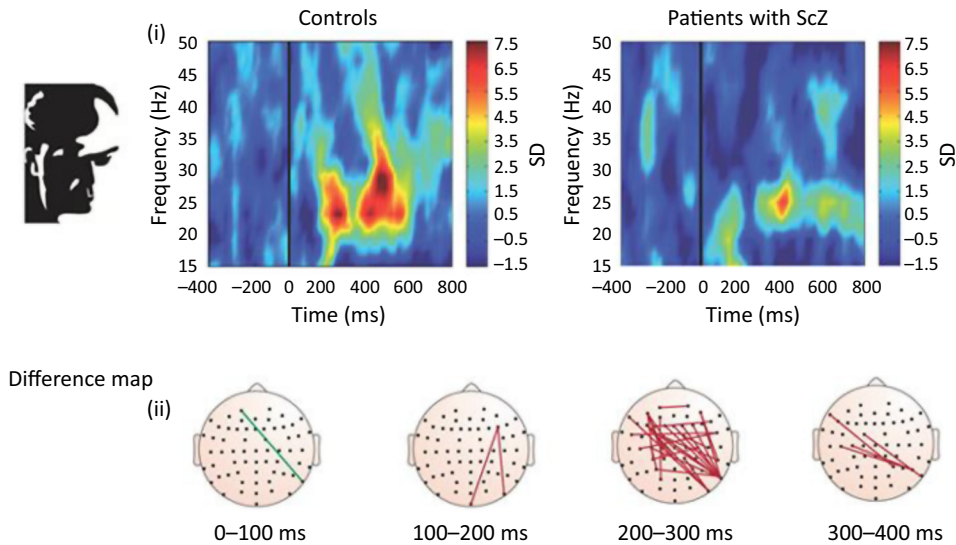 Controls
Patients with ScZ
(i)
50
45
40
35
30
25
20
15
Frequency (Hz)
–400 0 200 400 600 800
Time (ms)
7.5
6.5
5.5
4.5
3.5
2.5
1.5
0.5
–0.5
–1.5
SD
50
45
40
35
30
25
20
15
Frequency (Hz)
–400 0 200 400 600 800
Time (ms)
7.5
6.5
5.5
4.5
3.5
2.5
1.5
0.5
–0.5
–1.5
SD
Difference map
(ii)
0–100 ms
100–200 ms
200–300 ms
300–400 ms